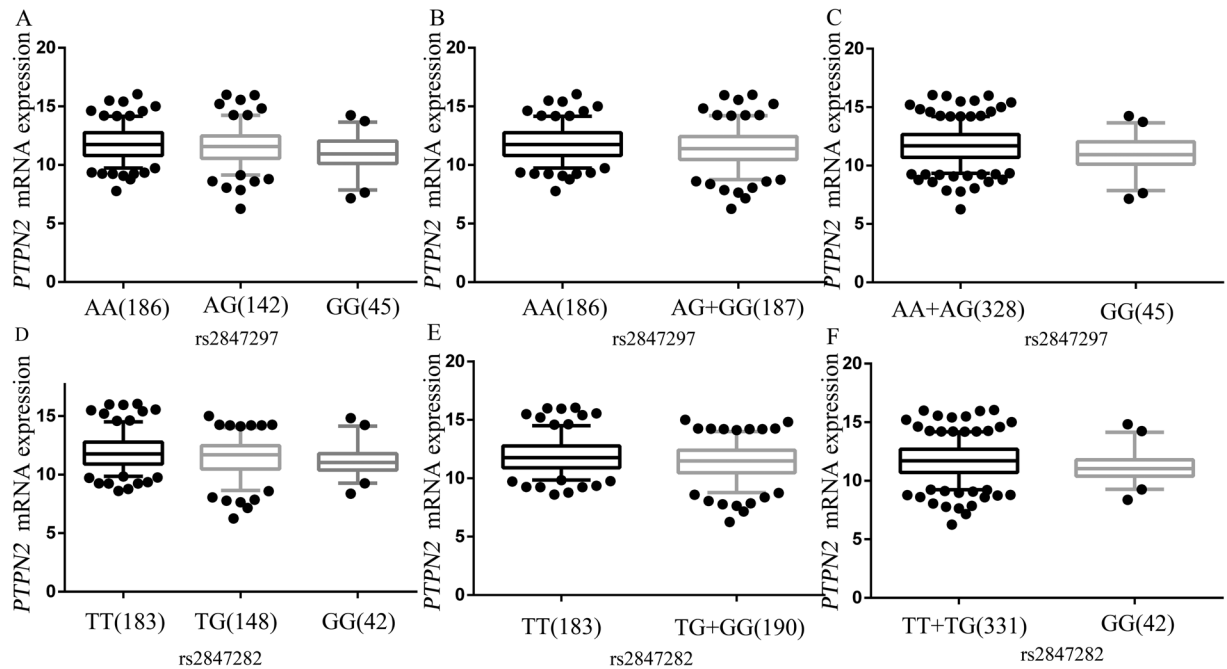 A
PTPN2 mRNA expression
20
15
10
5
0
AA(186)
AG(142)
GG(45)
rs2847297
B
PTPN2 mRNA expression
20
15
10
5
0
AA(186)
AG+GG(187)
rs2847297
C
PTPN2 mRNA expression
20
15
10
5
0
AA+AG(328)
GG(45)
rs2847297
D
PTPN2 mRNA expression
15
10
5
0
TT(183)
TG(148)
GG(42)
rs2847282
E
PTPN2 mRNA expression
20
15
10
5
0
TT(183)
TG+GG(190)
rs2847282
F
PTPN2 mRNA expression
20
15
10
5
0
TT+TG(331)
GG(42)
rs2847282